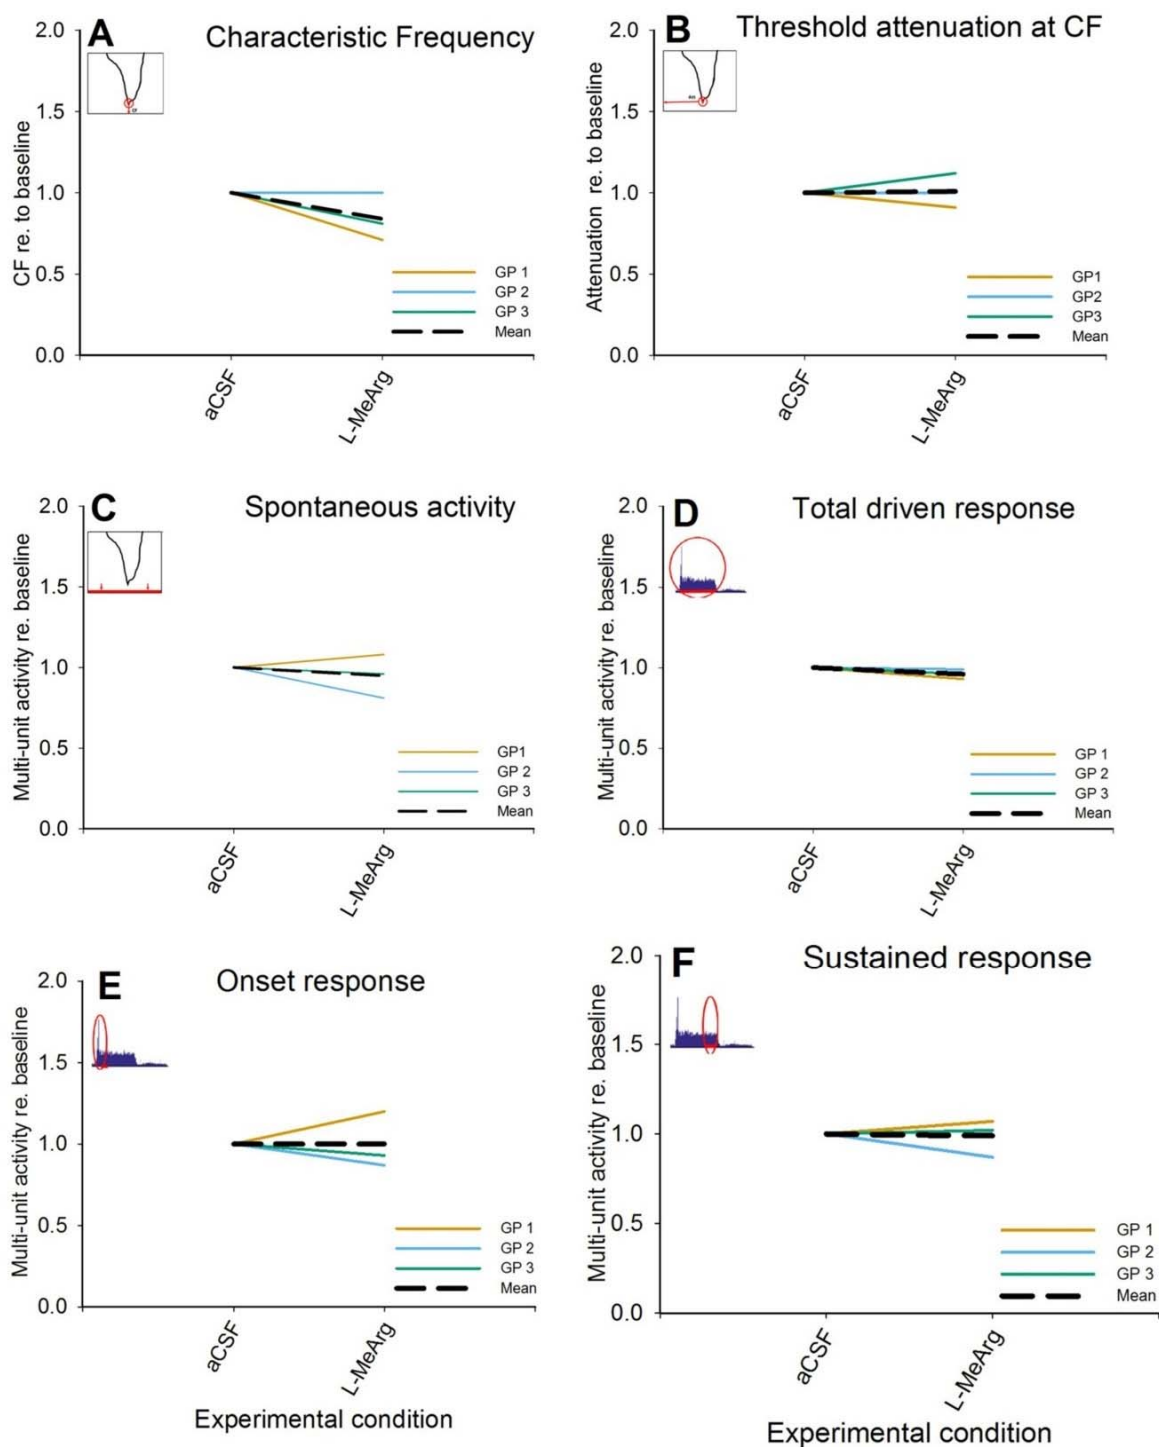 A
Characteristic Frequency
2.0
1.5
1.0
0.5
0.0
CF re. to baseline
CF
GP 1
GP 2
GP 3
Mean
aCSF
L-MeArg
B
Threshold attenuation at CF
2.0
1.5
1.0
0.5
0.0
Attenuation re. to baseline
GP1
GP2
GP3
Mean
aCSF
L-MeArg
C
Spontaneous activity
2.0
1.5
1.0
0.5
0.0
Multi-unit activity re. baseline
GP1
GP 2
GP 3
Mean
aCSF
L-MeArg
D
Total driven response
2.0
1.5
1.0
0.5
0.0
Multi-unit activity re. baseline
GP 1
GP 2
GP 3
Mean
aCSF
L-MeArg
E
Onset response
2.0
1.5
1.0
0.5
0.0
Multi-unit activity re. baseline
GP 1
GP 2
GP 3
Mean
aCSF
L-MeArg
Experimental condition
F
Sustained response
2.0
1.5
1.0
0.5
0.0
Multi-unit activity re. baseline
GP 1
GP 2
GP 3
Mean
aCSF
L-MeArg
Experimental condition